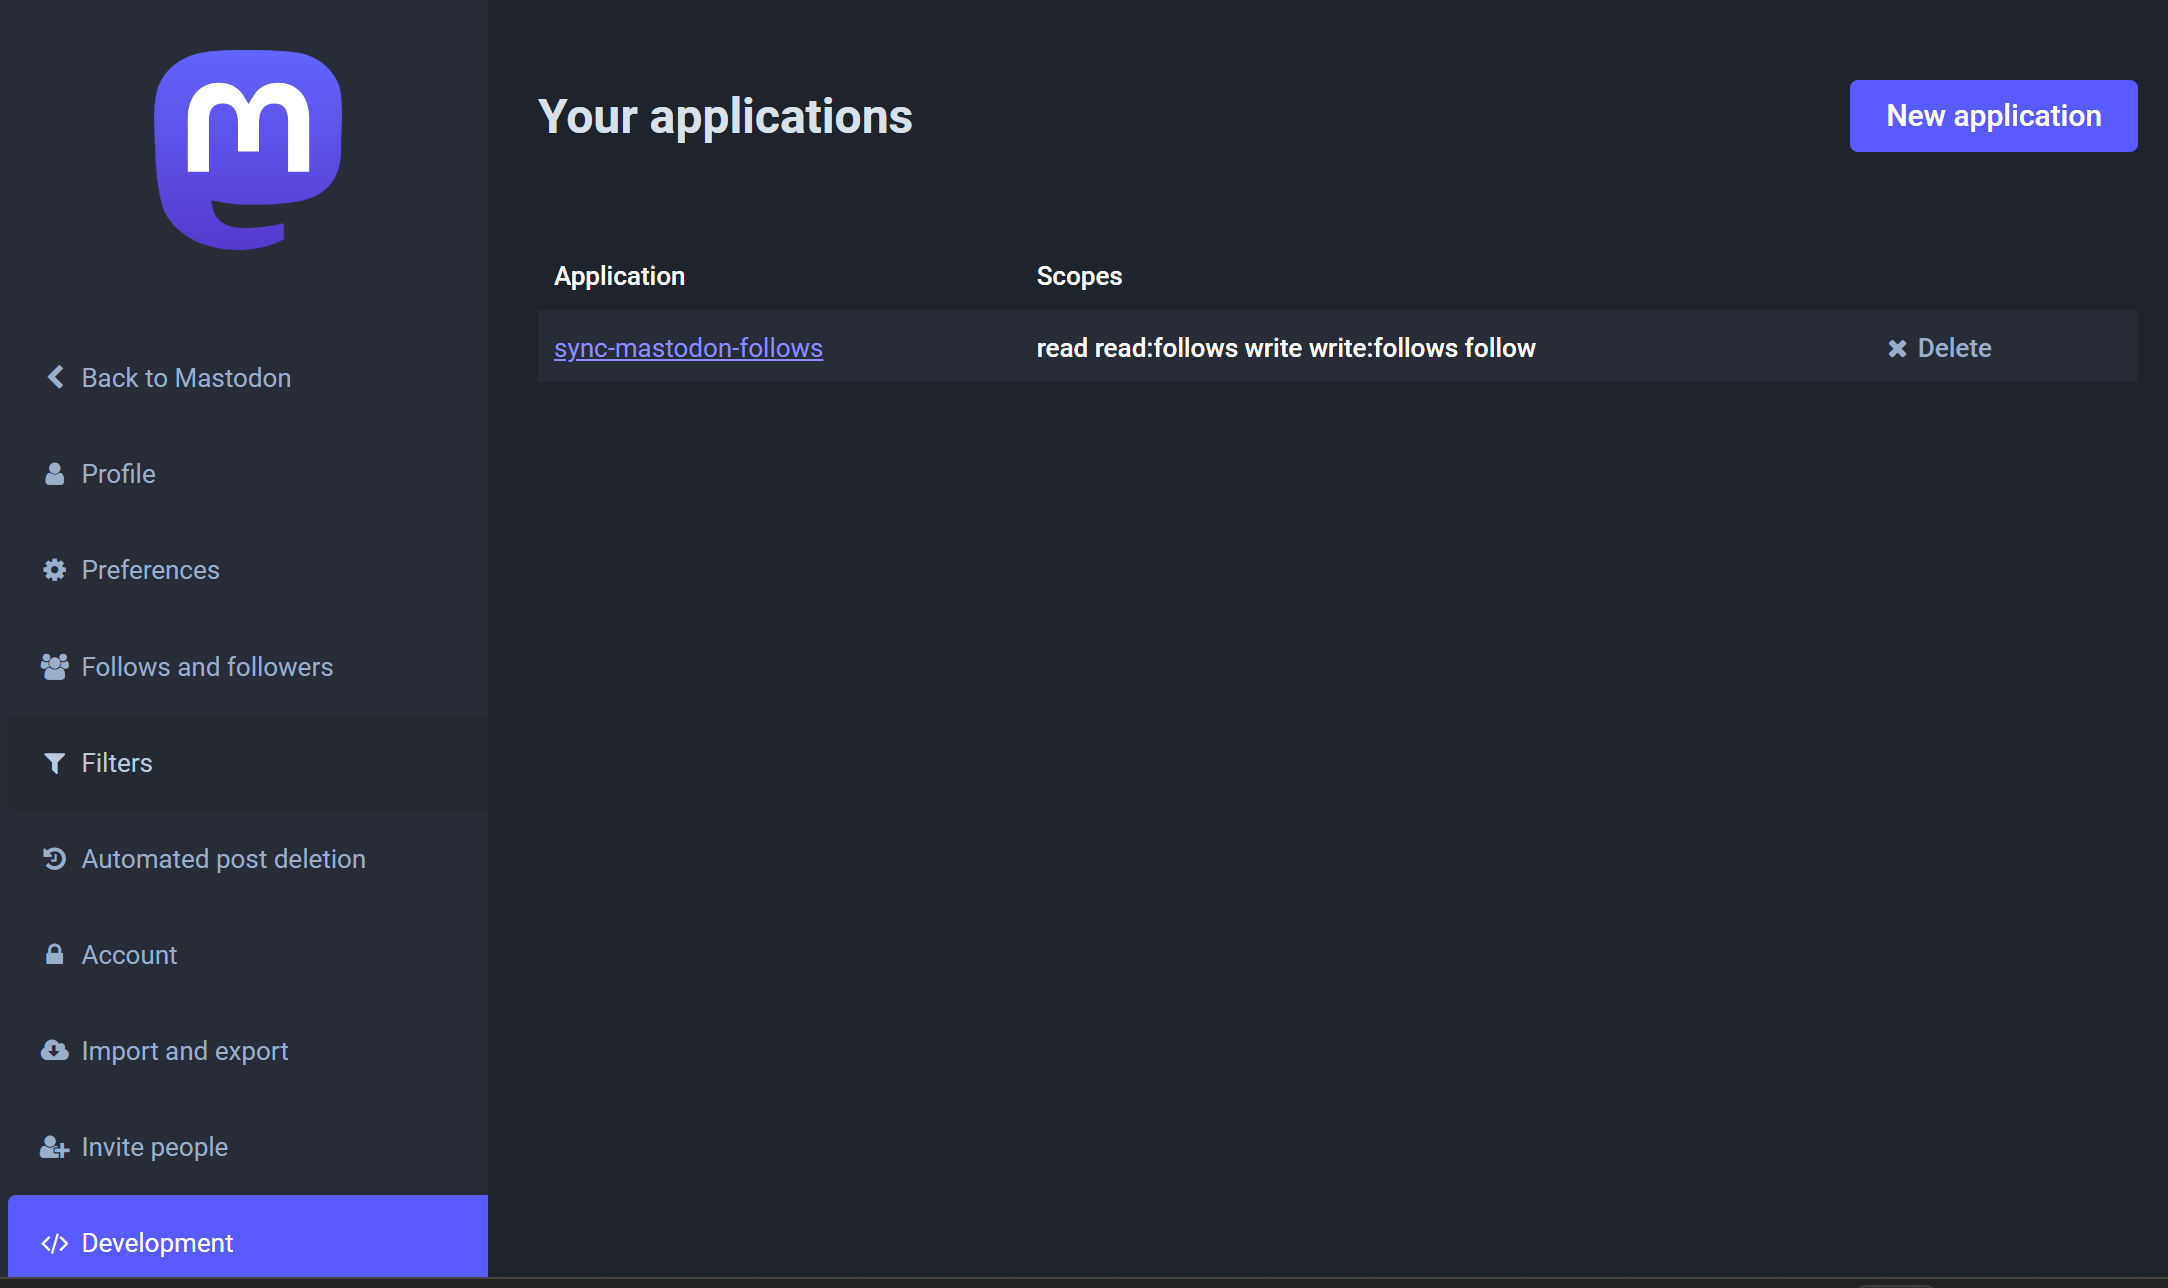 Your applications
New application
Application Scopes
sync-mastodon-follows read read:follows write write:follows follow Delete
Back to Mastodon
Profile
Preferences
Follows and followers
Filters
Automated post deletion
Account
Import and export
Invite people
Development